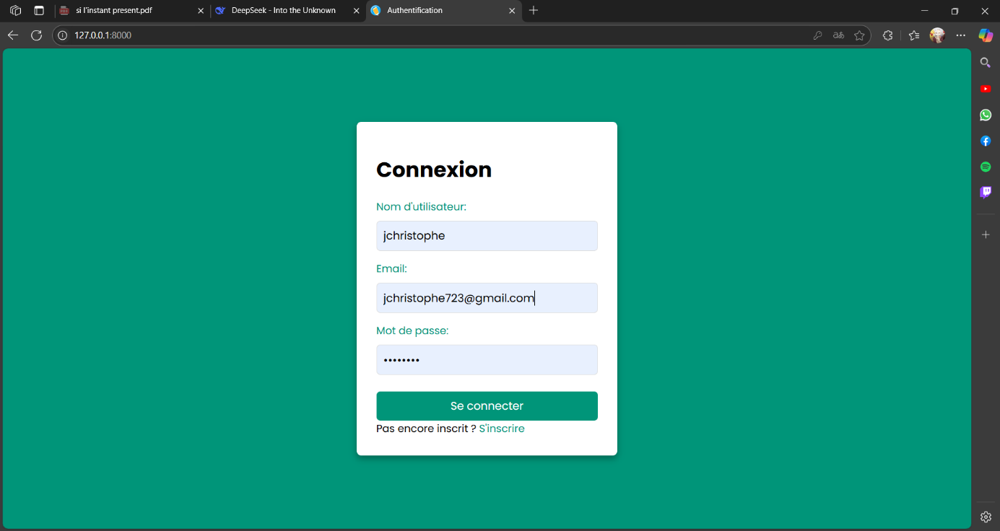 si l'instant present.pdf
DeepSeek - Into the Unknown
Authentification
127.0.0.1:8000
Connexion
Nom d'utilisateur:
jchristophe
Email:
jchristophe723@gmail.com
Mot de passe:
••••••••
Se connecter
Pas encore inscrit ? S'inscrire